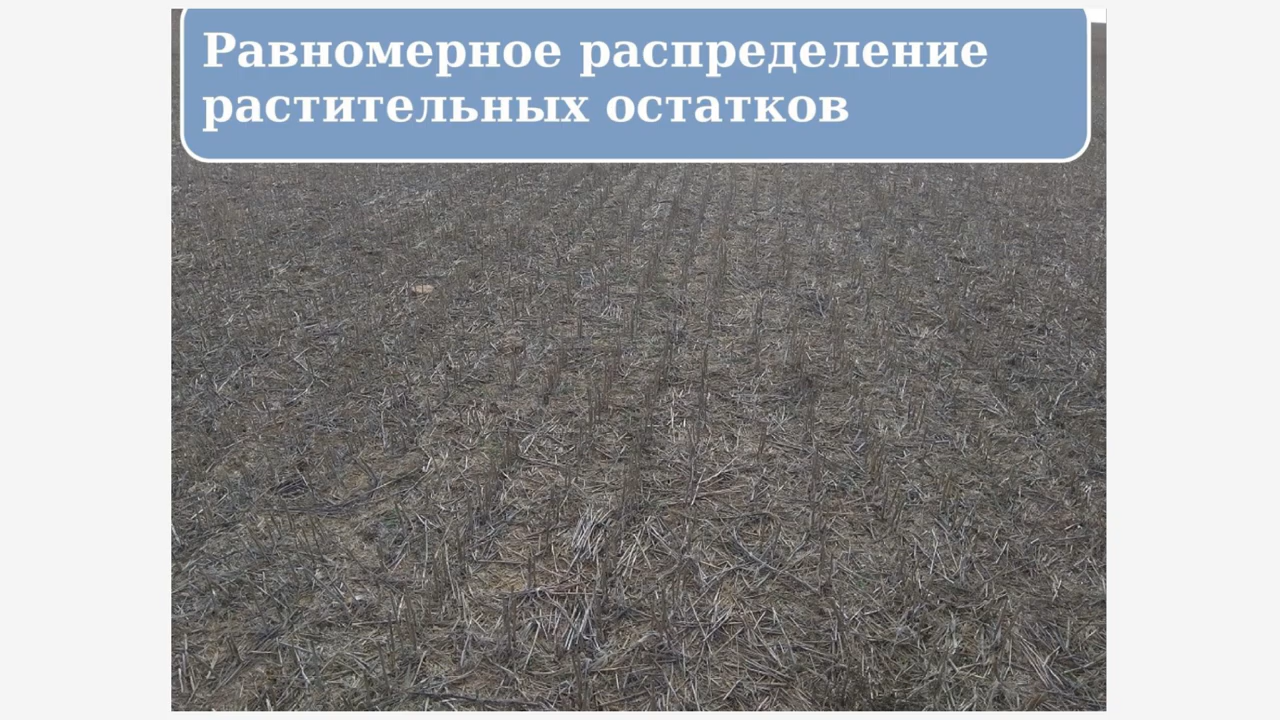 Равномерное распределение
растительных остатков